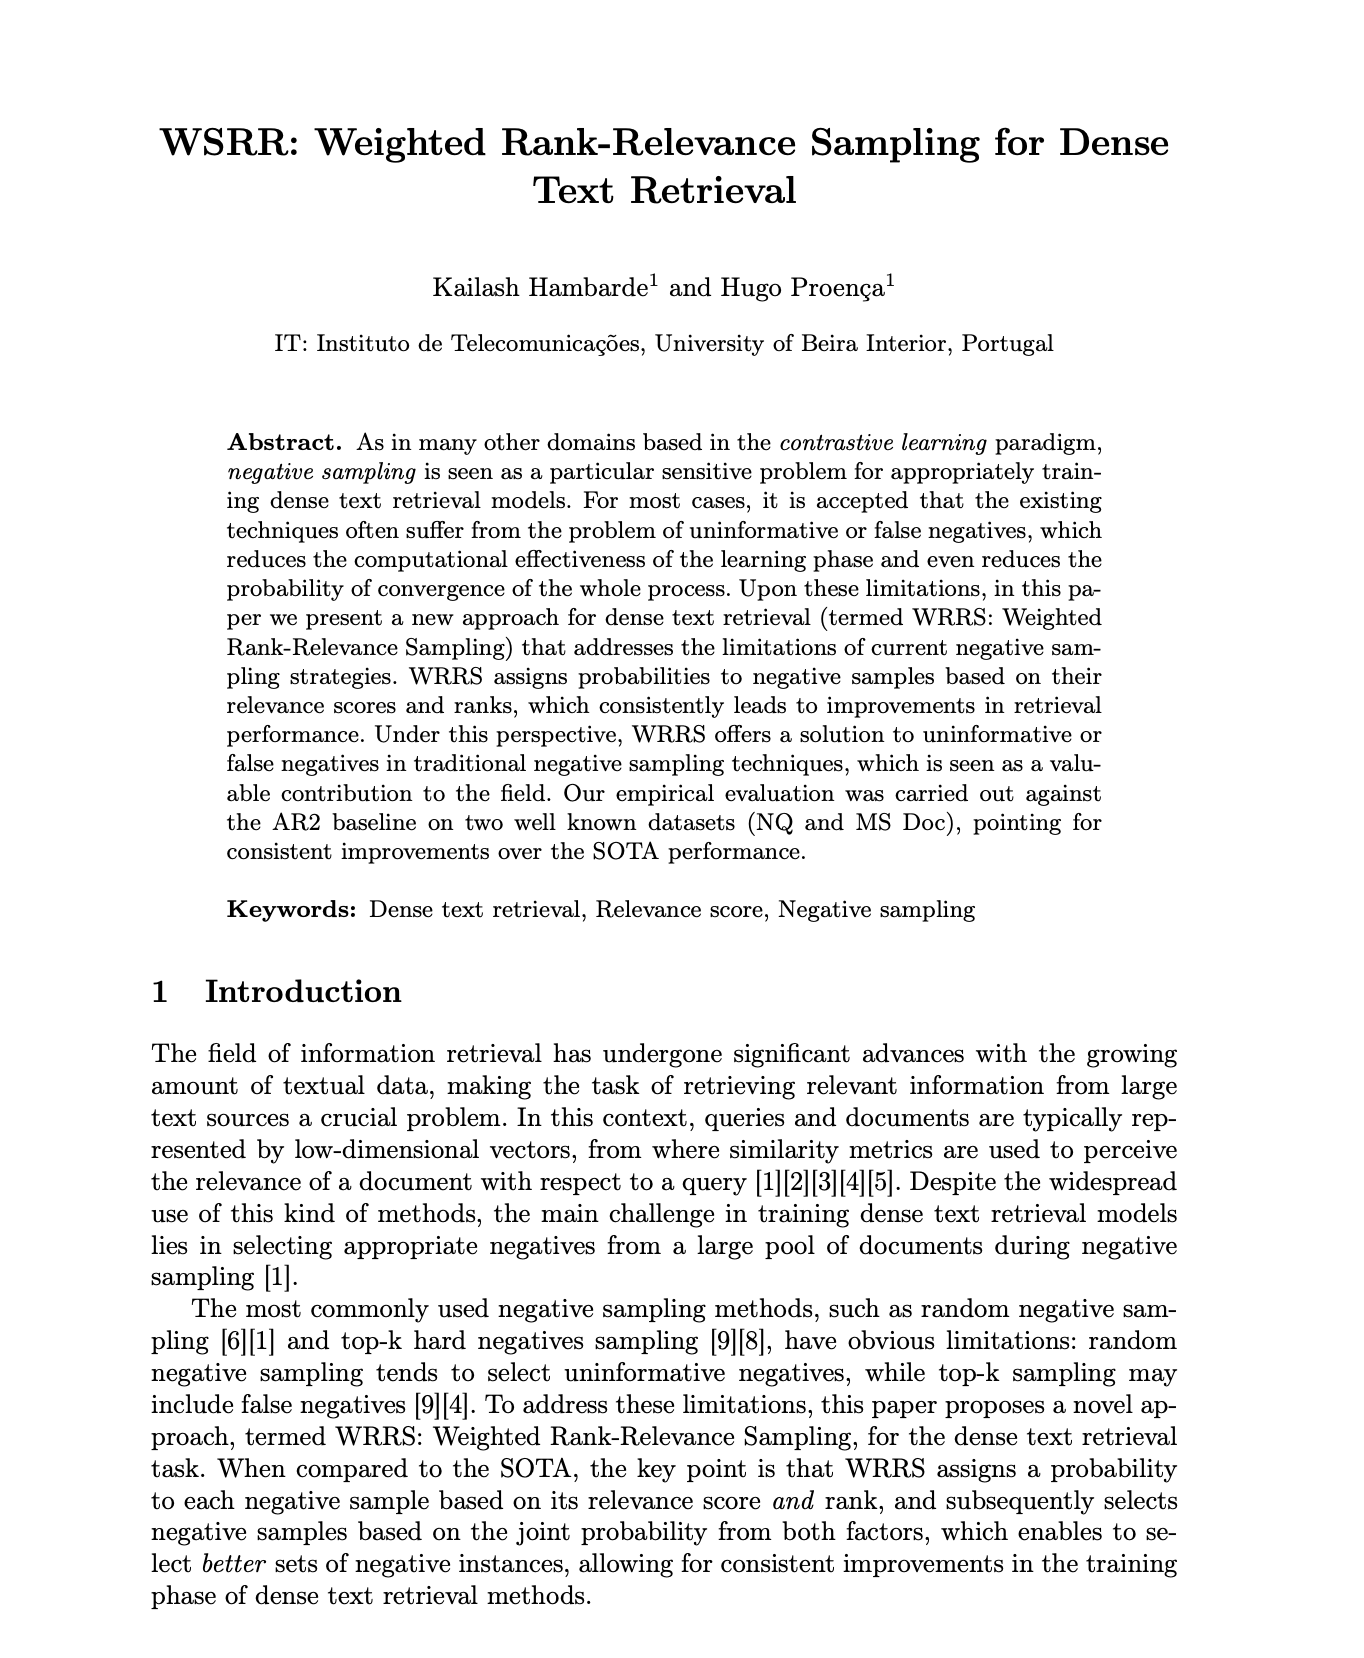 WSRR: Weighted Rank-Relevance Sampling for Dense
Text Retrieval
Kailash Hambarde1 and Hugo Proença1
IT: Instituto de Telecomunicações, University of Beira Interior, Portugal
Abstract. As in many other domains based in the contrastive learning paradigm,
negative sampling is seen as a particular sensitive problem for appropriately train-
ing dense text retrieval models. For most cases, it is accepted that the existing
techniques often suffer from the problem of uninformative or false negatives, which
reduces the computational effectiveness of the learning phase and even reduces the
probability of convergence of the whole process. Upon these limitations, in this pa-
per we present a new approach for dense text retrieval (termed WRRS: Weighted
Rank-Relevance Sampling) that addresses the limitations of current negative sam-
pling strategies. WRRS assigns probabilities to negative samples based on their
relevance scores and ranks, which consistently leads to improvements in retrieval
performance. Under this perspective, WRRS offers a solution to uninformative or
false negatives in traditional negative sampling techniques, which is seen as a valu-
able contribution to the field. Our empirical evaluation was carried out against
the AR2 baseline on two well known datasets (NQ and MS Doc), pointing for
consistent improvements over the SOTA performance.
Keywords: Dense text retrieval, Relevance score, Negative sampling
1 Introduction
The field of information retrieval has undergone significant advances with the growing
amount of textual data, making the task of retrieving relevant information from large
text sources a crucial problem. In this context, queries and documents are typically rep-
resented by low-dimensional vectors, from where similarity metrics are used to perceive
the relevance of a document with respect to a query [1][2][3][4][5]. Despite the widespread
use of this kind of methods, the main challenge in training dense text retrieval models
lies in selecting appropriate negatives from a large pool of documents during negative
sampling [1].
The most commonly used negative sampling methods, such as random negative sam-
pling [6][1] and top-k hard negatives sampling [9][8], have obvious limitations: random
negative sampling tends to select uninformative negatives, while top-k sampling may
include false negatives [9][4]. To address these limitations, this paper proposes a novel ap-
proach, termed WRRS: Weighted Rank-Relevance Sampling, for the dense text retrieval
task. When compared to the SOTA, the key point is that WRRS assigns a probability
to each negative sample based on its relevance score and rank, and subsequently selects
negative samples based on the joint probability from both factors, which enables to se-
lect better sets of negative instances, allowing for consistent improvements in the training
phase of dense text retrieval methods.